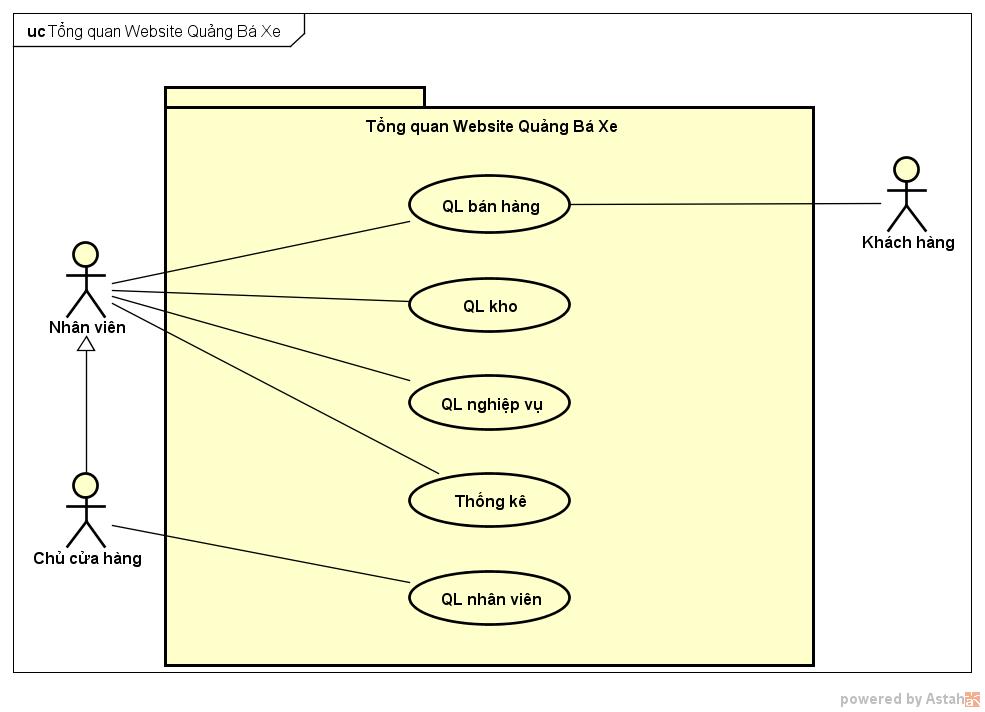 uc Tổng quan Website Quảng Bá Xe
Tổng quan Website Quảng Bá Xe
QL bán hàng
Khách hàng
QL kho
Nhân viên
QL nghiệp vụ
Thống kê
Chủ cửa hàng
QL nhân viên
powered by Astah